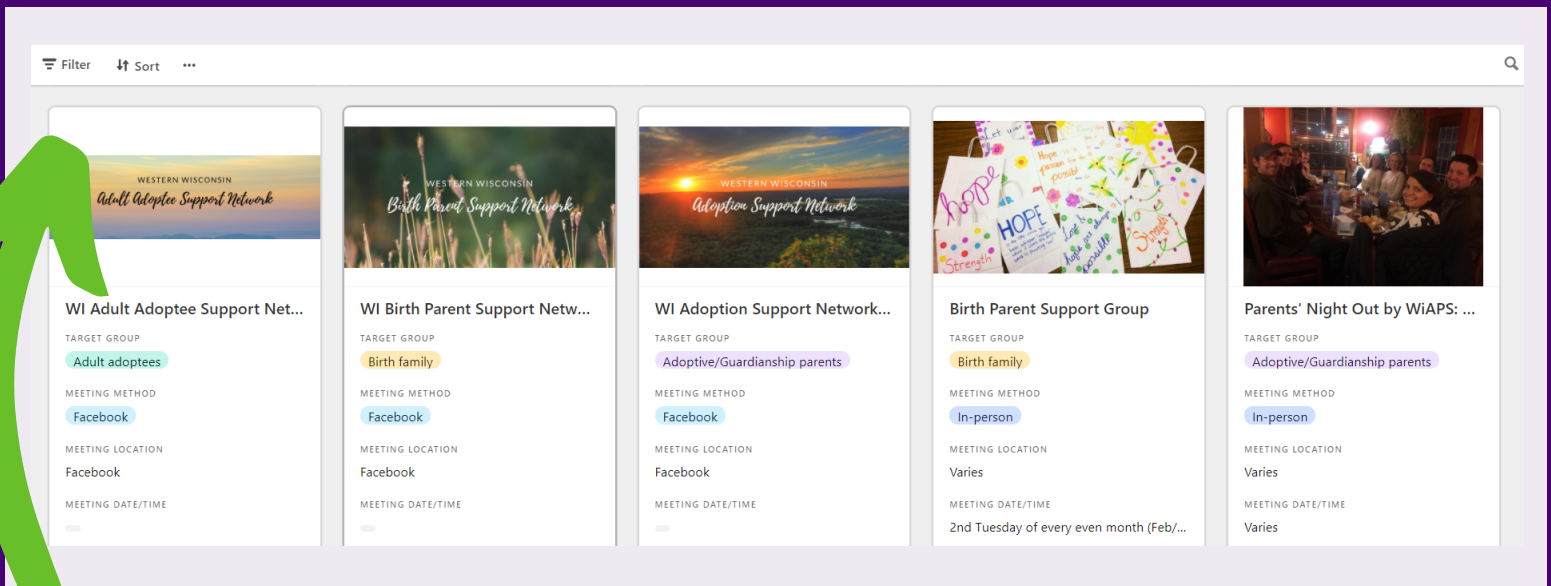 Filter Sort ...
WESTERN WISCONSIN
Adult Adoptee Support Network
WI Adult Adoptee Support Net...
TARGET GROUP
Adult adoptees
MEETING METHOD
Facebook
MEETING LOCATION
Facebook
MEETING DATE/TIME
WESTERN WISCONSIN
Birth Parent Support Network
WI Birth Parent Support Netw...
TARGET GROUP
Birth family
MEETING METHOD
Facebook
MEETING LOCATION
Facebook
MEETING DATE/TIME
WESTERN WISCONSIN
Adoption Support Network
WI Adoption Support Network...
TARGET GROUP
Adoptive/Guardianship parents
MEETING METHOD
Facebook
MEETING LOCATION
Facebook
MEETING DATE/TIME
hope
Strength
HOPE
Hope
possible
Birth Parent Support Group
TARGET GROUP
Birth family
MEETING METHOD
In-person
MEETING LOCATION
Varies
MEETING DATE/TIME
2nd Tuesday of every even month (Feb/...
Parents' Night Out by WiAPS: ...
TARGET GROUP
Adoptive/Guardianship parents
MEETING METHOD
In-person
MEETING LOCATION
Varies
MEETING DATE/TIME
Varies